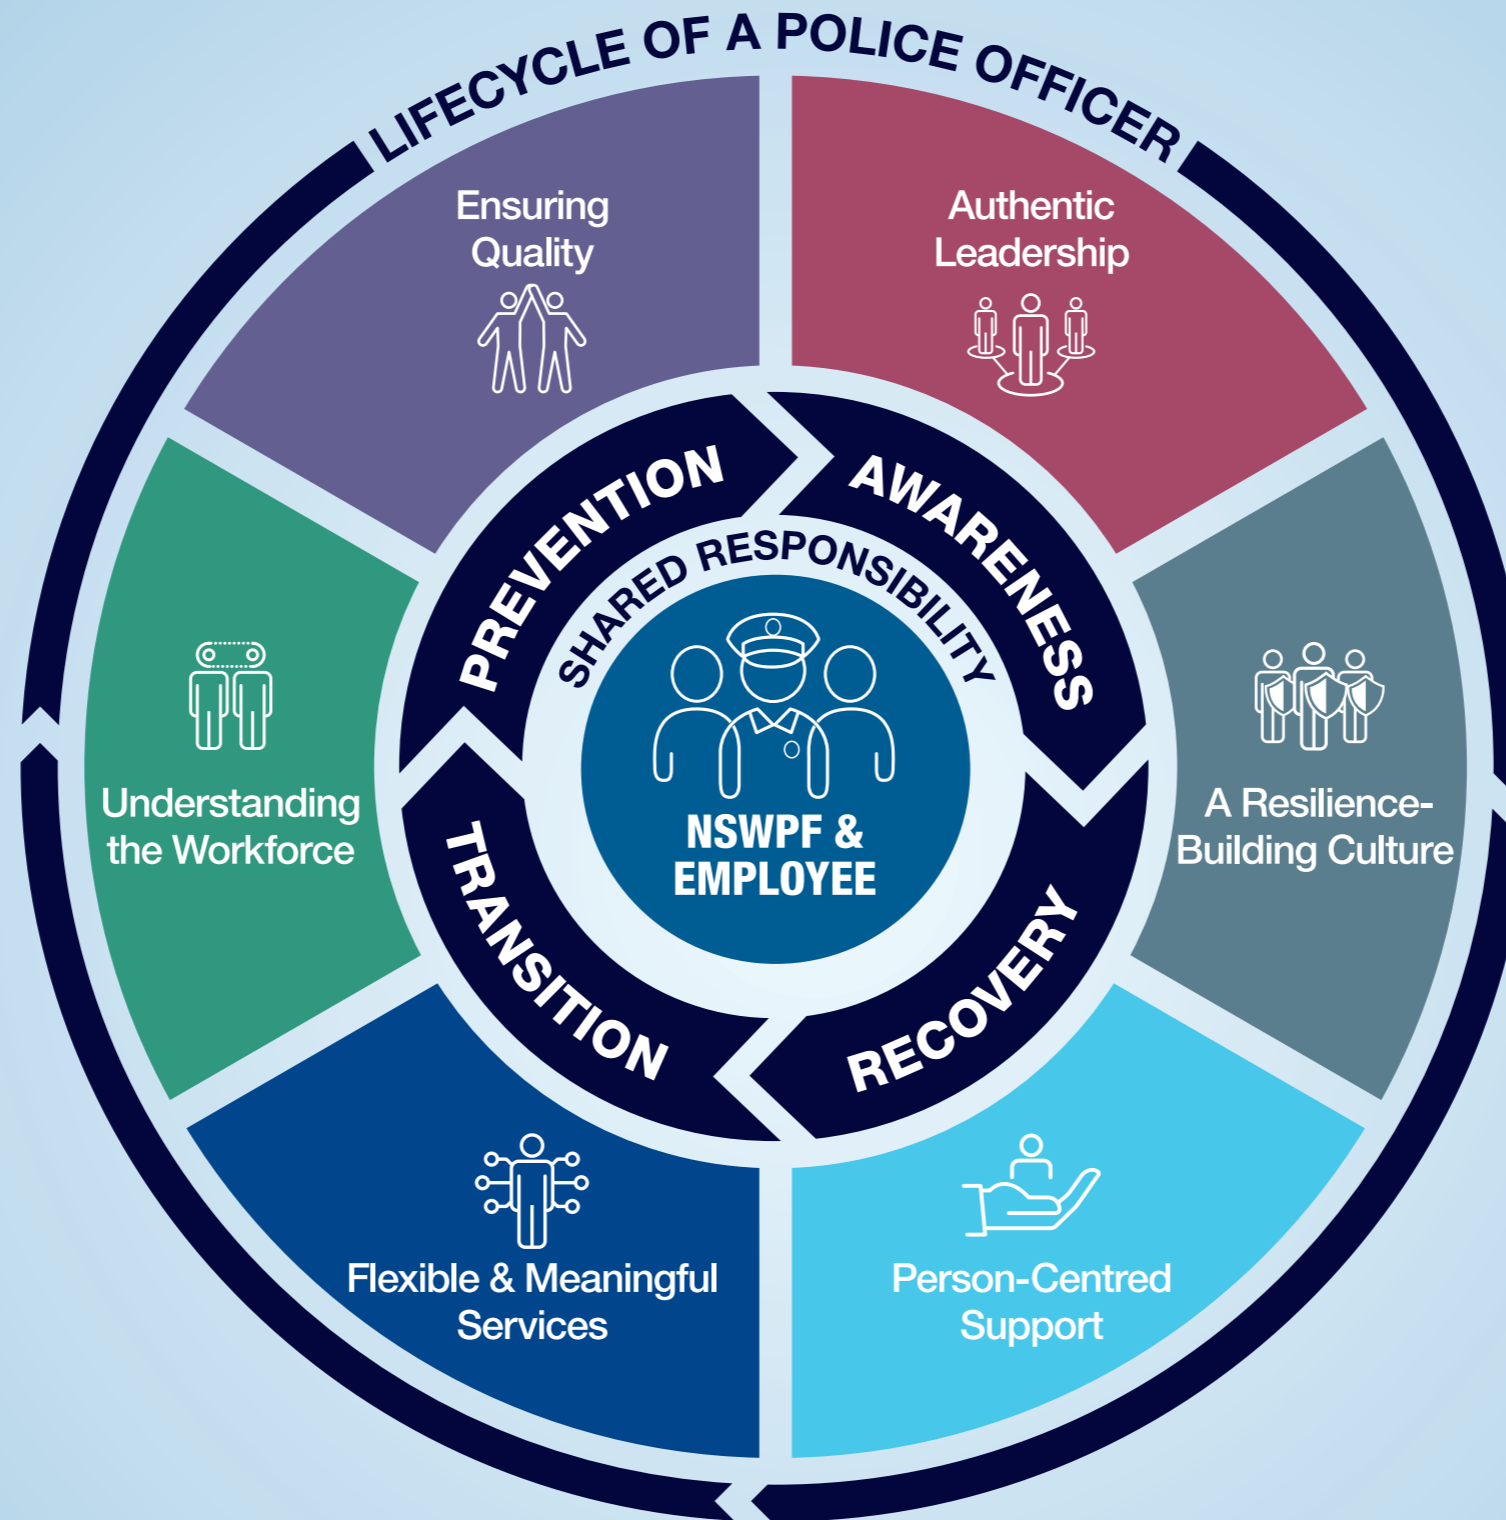 LIFECYCLE OF A POLICE OFFICER
Ensuring
Quality
Authentic
Leadership
PREVENTION
AWARENESS
SHARED RESPONSIBILITY
Understanding
the Workforce
NSWPF &
EMPLOYEE
A Resilience-
Building Culture
TRANSITION
RECOVERY
Flexible & Meaningful
Services
Person-Centred
Support